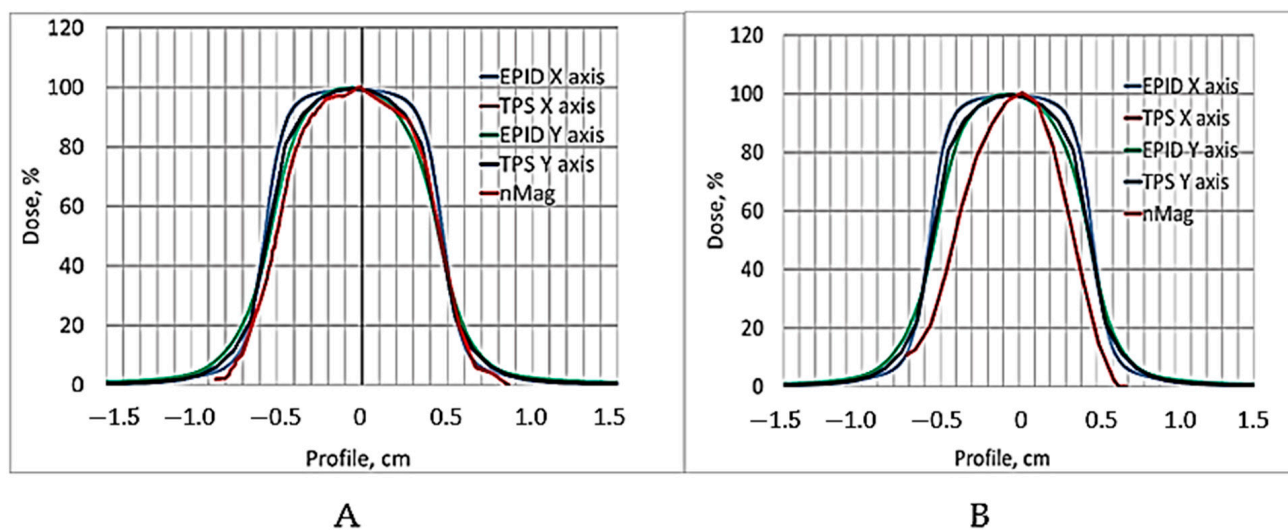 120
100
80
60
40
20
0
Dose, %
EPID X axis
TPS X axis
EPID Y axis
TPS Y axis
nMag
−1.5 −1.0 −0.5 0 0.5 1.0 1.5
Profile, cm
A
120
100
80
60
40
20
0
Dose, %
EPID X axis
TPS X axis
EPID Y axis
TPS Y axis
nMag
−1.5 −1.0 −0.5 0 0.5 1.0 1.5
Profile, cm
B